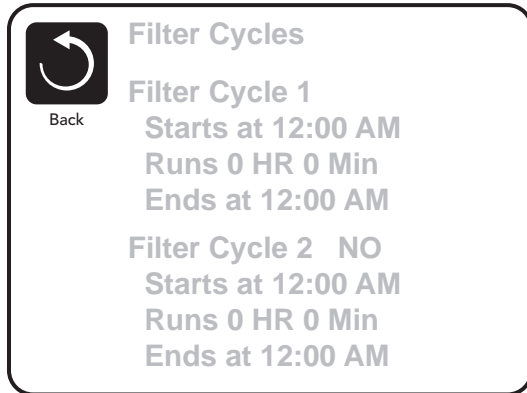 Filter Cycles
Back
Filter Cycle 1
Starts at 12:00 AM
Runs 0 HR 0 Min
Ends at 12:00 AM
Filter Cycle 2 NO
Starts at 12:00 AM
Runs 0 HR 0 Min
Ends at 12:00 AM